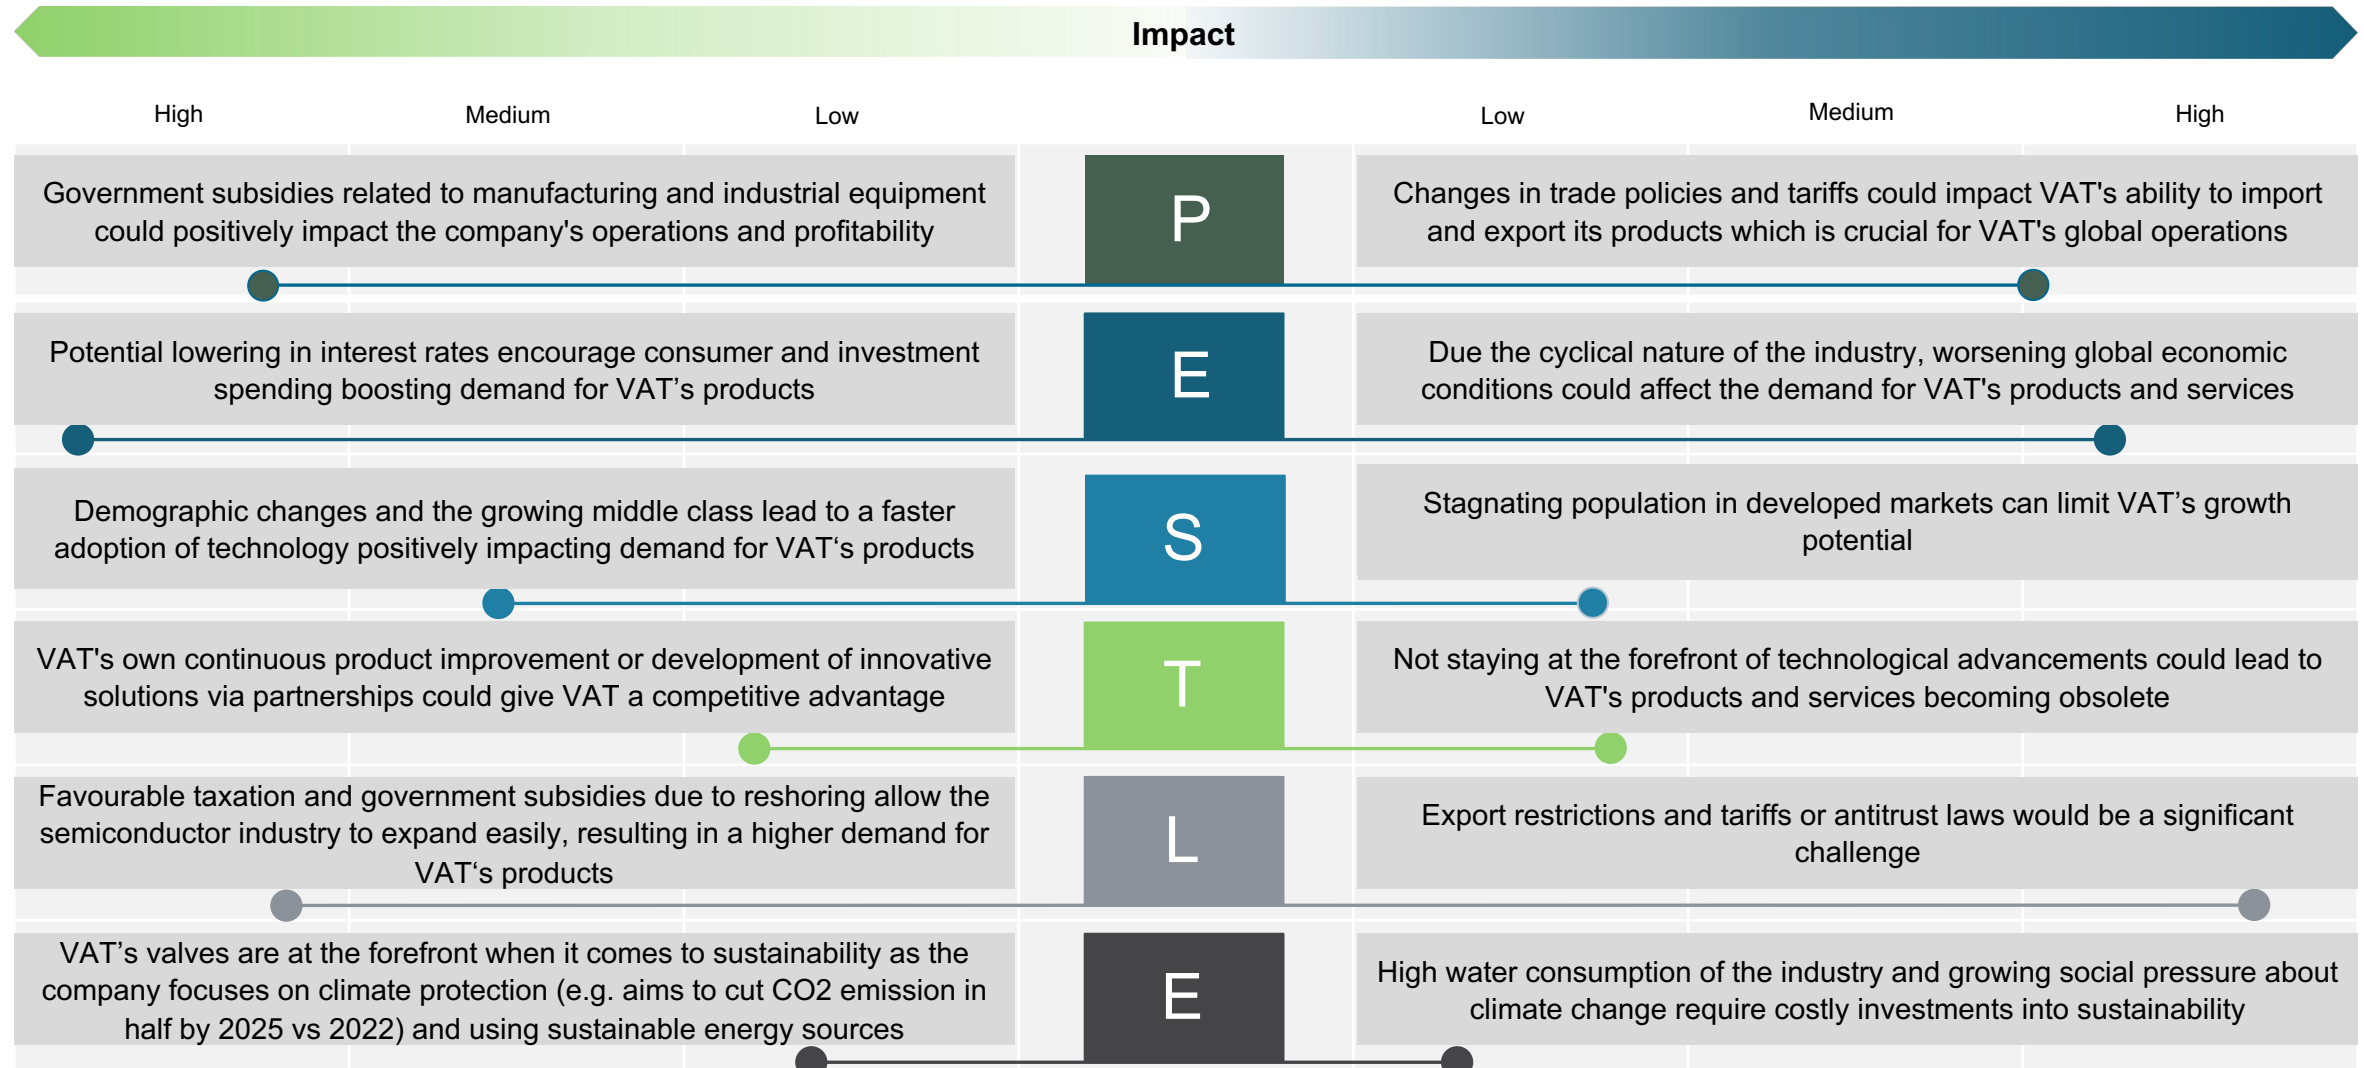 Impact
High
Medium
Low
Low
Medium
High
Government subsidies related to manufacturing and industrial equipment
could positively impact the company's operations and profitability
P
Changes in trade policies and tariffs could impact VAT's ability to import
and export its products which is crucial for VAT's global operations
Potential lowering in interest rates encourage consumer and investment
spending boosting demand for VAT’s products
E
Due the cyclical nature of the industry, worsening global economic
conditions could affect the demand for VAT's products and services
Demographic changes and the growing middle class lead to a faster
adoption of technology positively impacting demand for VAT‘s products
S
Stagnating population in developed markets can limit VAT’s growth
potential
VAT's own continuous product improvement or development of innovative
solutions via partnerships could give VAT a competitive advantage
T
Not staying at the forefront of technological advancements could lead to
VAT's products and services becoming obsolete
Favourable taxation and government subsidies due to reshoring allow the
semiconductor industry to expand easily, resulting in a higher demand for
VAT‘s products
L
Export restrictions and tariffs or antitrust laws would be a significant
challenge
VAT’s valves are at the forefront when it comes to sustainability as the
company focuses on climate protection (e.g. aims to cut CO2 emission in
half by 2025 vs 2022) and using sustainable energy sources
E
High water consumption of the industry and growing social pressure about
climate change require costly investments into sustainability